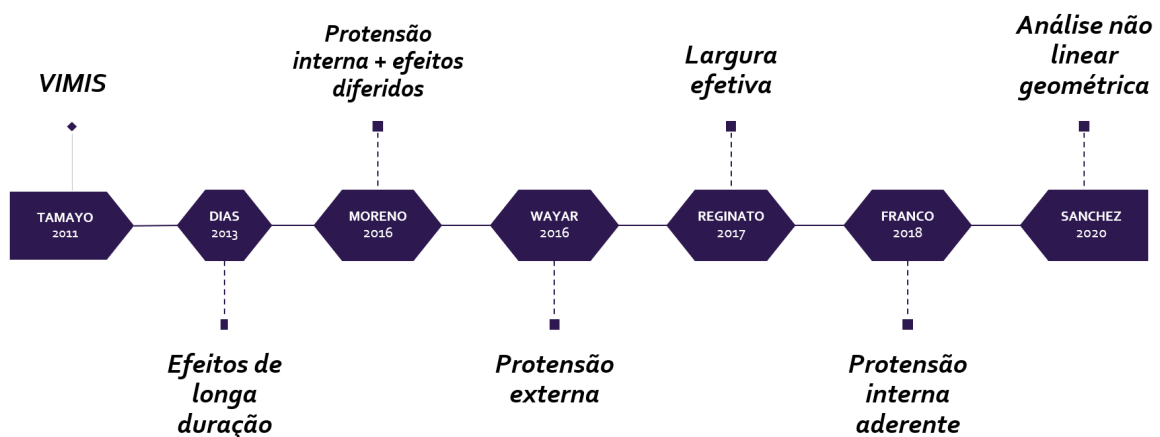 VIMIS
Protensão
interna + efeitos
diferidos
Largura
efetiva
Análise não
linear
geométrica
TAMAYO
2011
DIAS
2013
MORENO
2016
WAYAR
2016
REGINATO
2017
FRANCO
2018
SANCHEZ
2020
Efeitos de
longa
duração
Protensão
externa
Protensão
interna
aderente